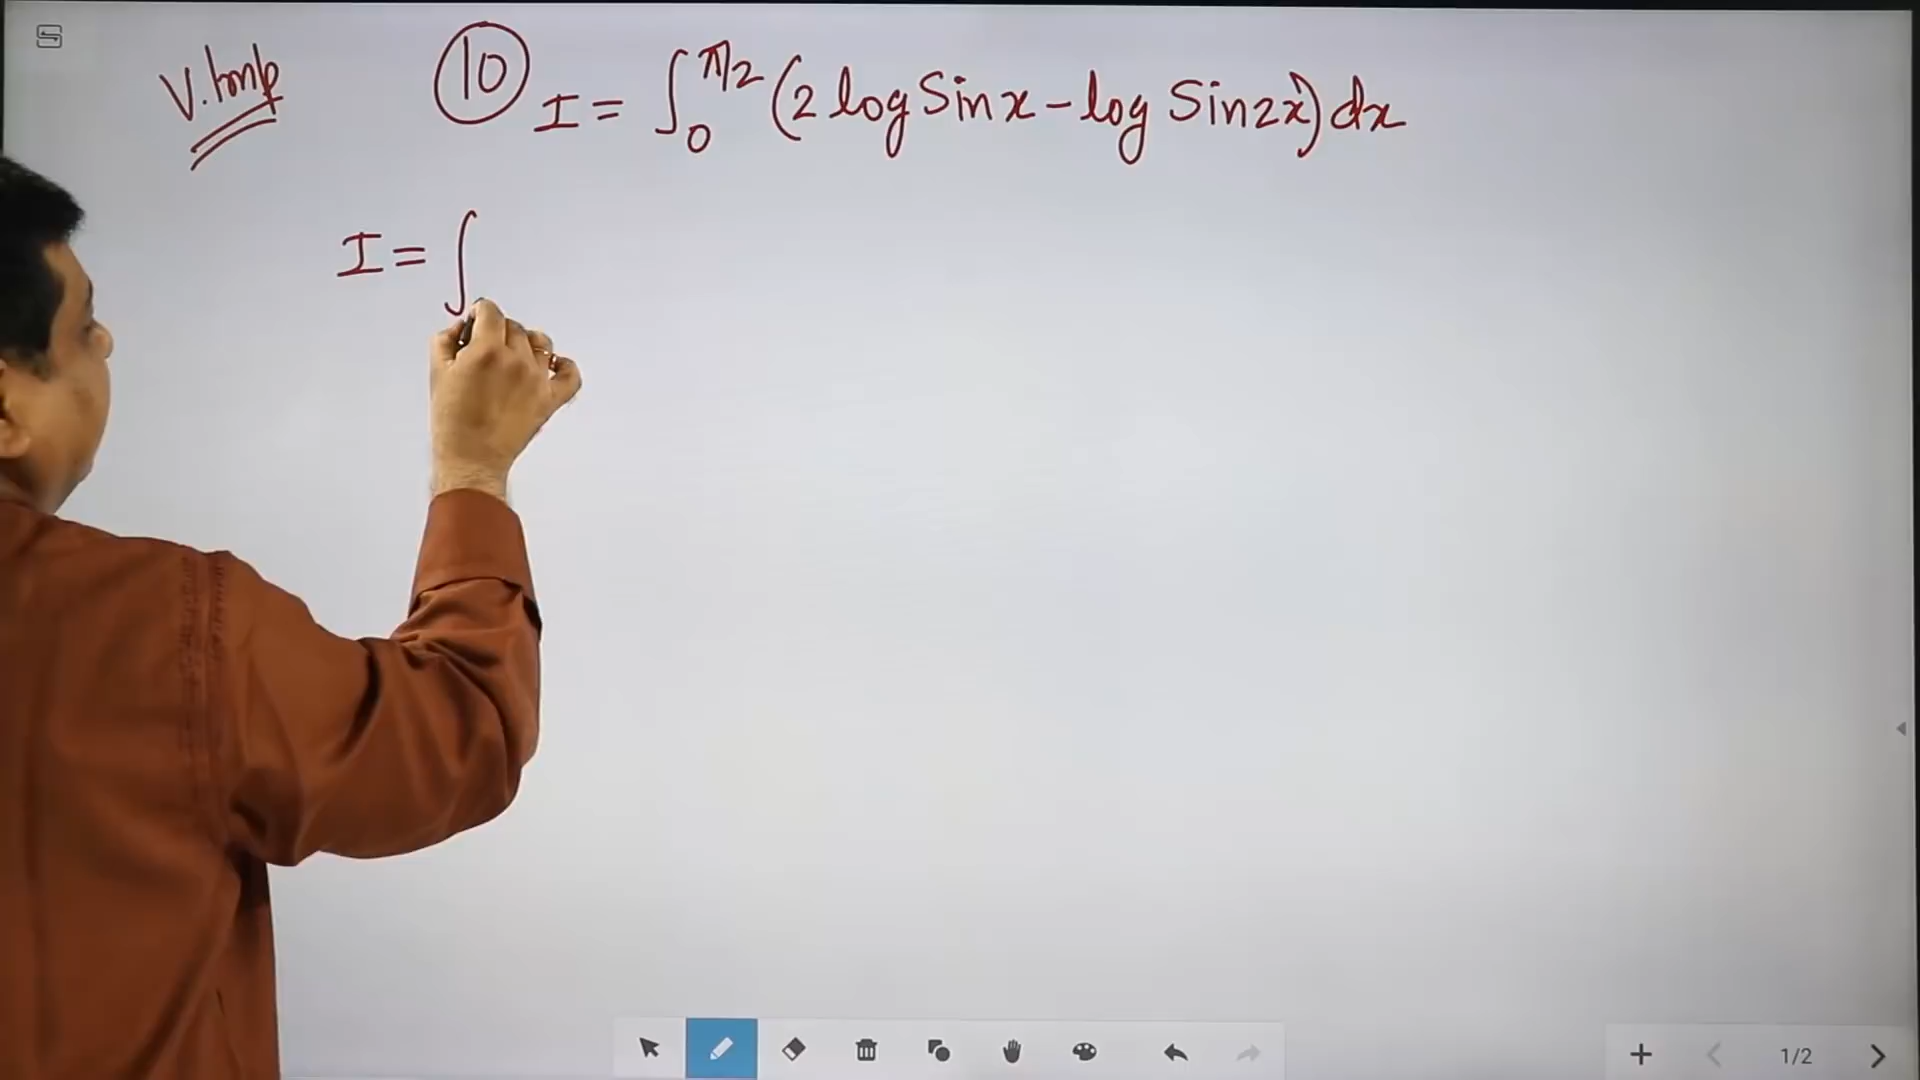 V.Imp
10 I = ∫₀^π/2 (2 log Sin x - log Sin 2x) dx
I = ∫
1/2